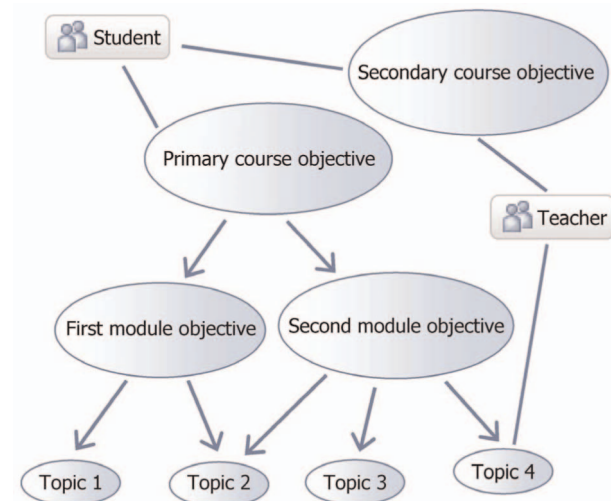 Student
Secondary course objective
Primary course objective
Teacher
First module objective
Second module objective
Topic 1
Topic 2
Topic 3
Topic 4